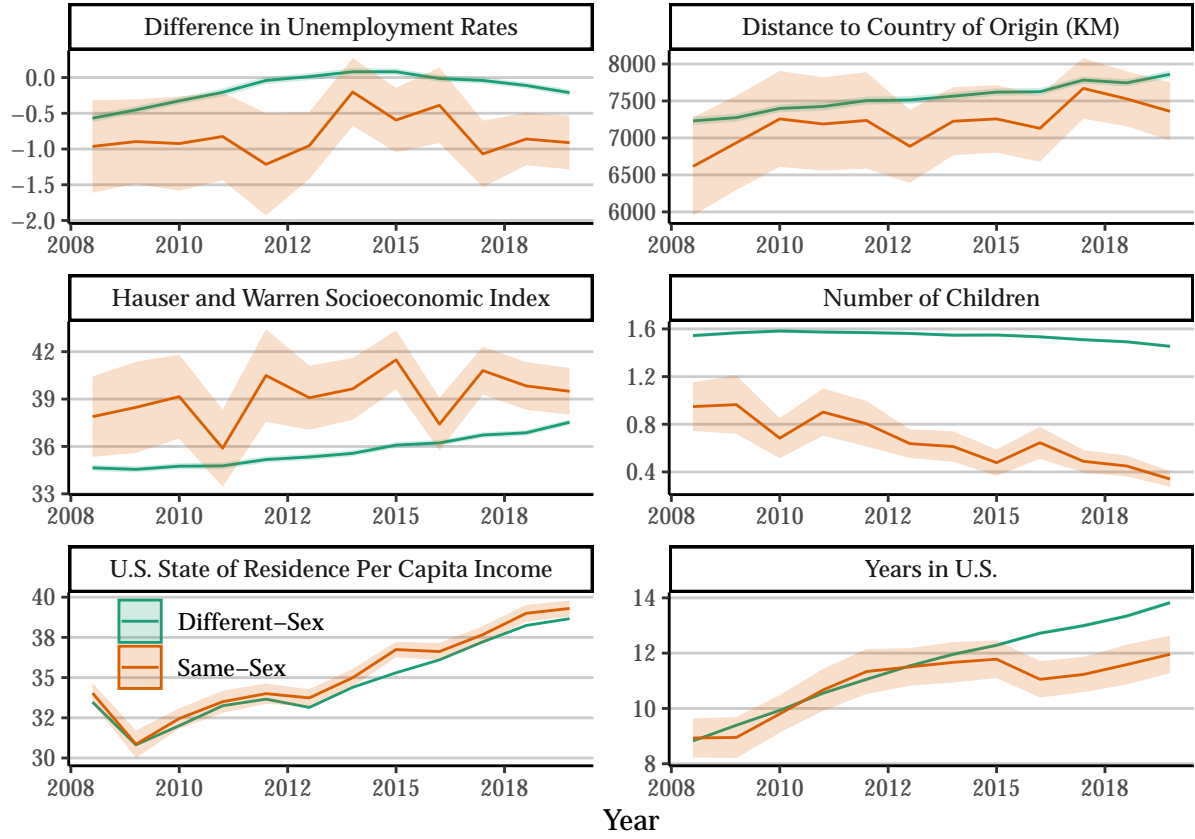 Difference in Unemployment Rates
0.0
−0.5
−1.0
−1.5
−2.0
2008 2010 2012 2015 2018
Distance to Country of Origin (KM)
8000
7500
7000
6500
6000
2008 2010 2012 2015 2018
Hauser and Warren Socioeconomic Index
42
39
36
33
2008 2010 2012 2015 2018
Number of Children
1.6
1.2
0.8
0.4
2008 2010 2012 2015 2018
U.S. State of Residence Per Capita Income
40
38
35
32
30
Different−Sex
Same−Sex
2008 2010 2012 2015 2018
Years in U.S.
14
12
10
8
2008 2010 2012 2015 2018
Year